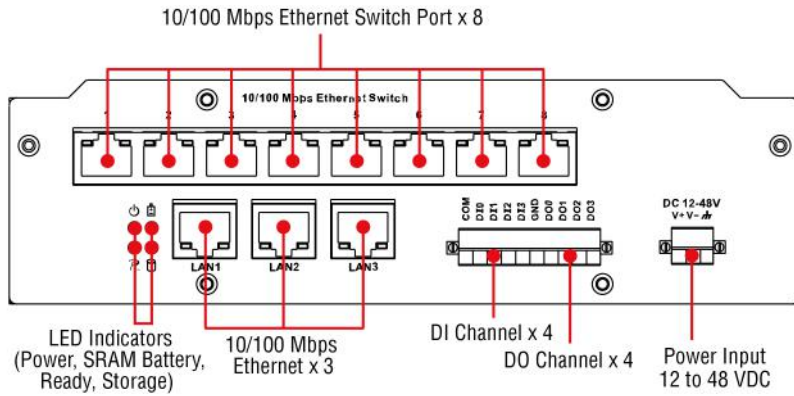 10/100 Mbps Ethernet Switch Port x 8
10/100 Mbps Ethernet Switch
1 2 3 4 5 6 7 8
COM DI0 DI1 DI2 DI3 GND DO0 DO1 DO2 DO3
DC 12-48V
V+ V-
LAN1 LAN2 LAN3
LED Indicators
(Power, SRAM Battery,
Ready, Storage)
10/100 Mbps
Ethernet x 3
DI Channel x 4
DO Channel x 4
Power Input
12 to 48 VDC